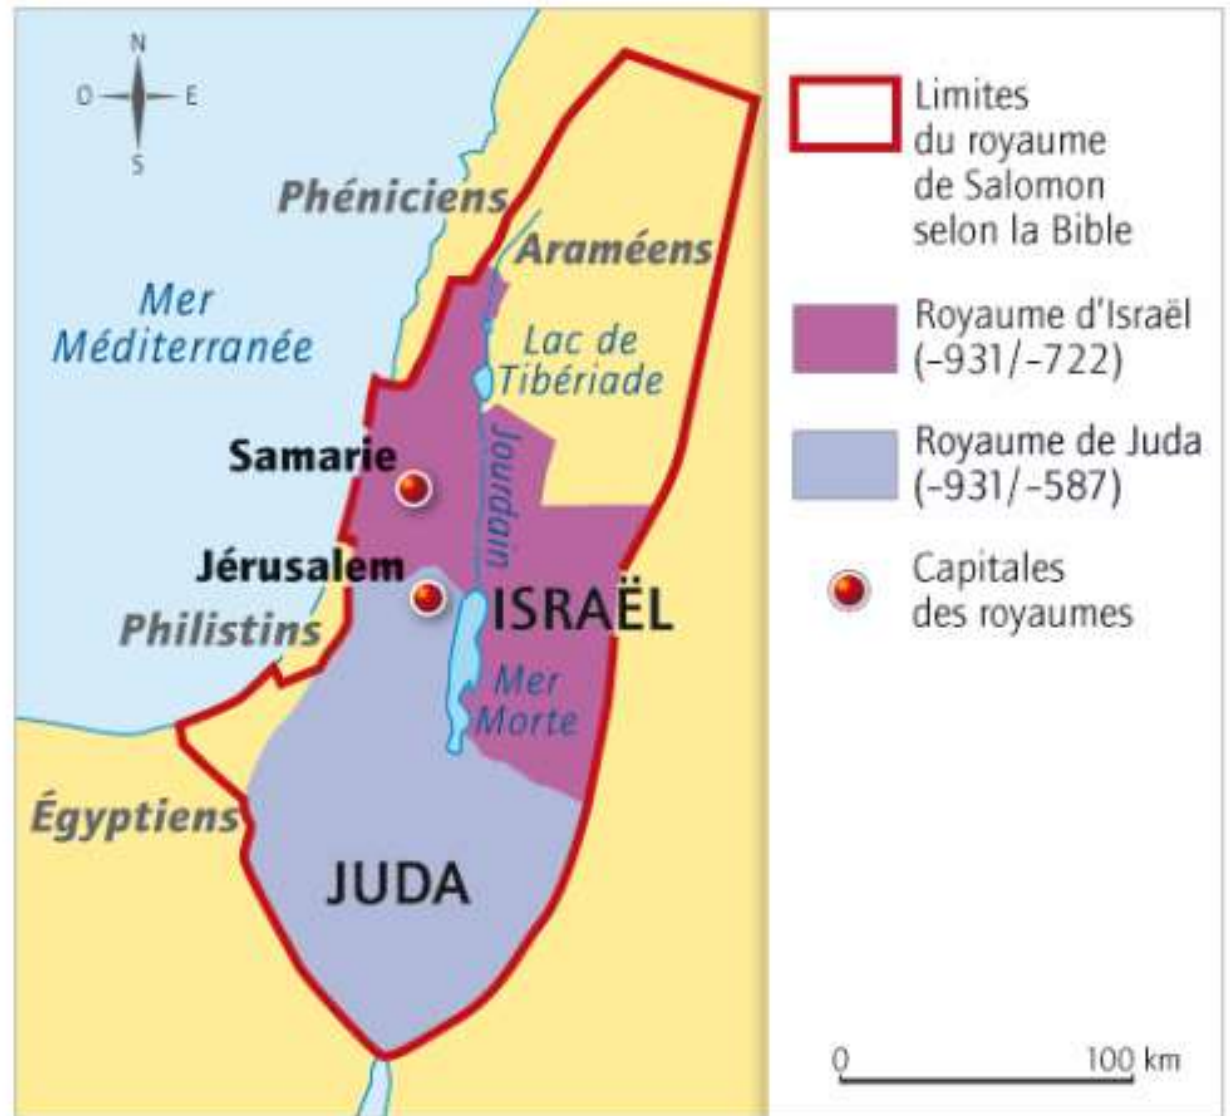 N
O
E
S
Phéniciens
Araméens
Mer
Méditerranée
Lac de
Tibériade
Samarie
Jourdain
Jérusalem
ISRAËL
Philistins
Mer
Morte
Égyptiens
JUDA
Limites
du royaume
de Salomon
selon la Bible
Royaume d'Israël
(-931/-722)
Royaume de Juda
(-931/-587)
Capitales
des royaumes
0
100 km